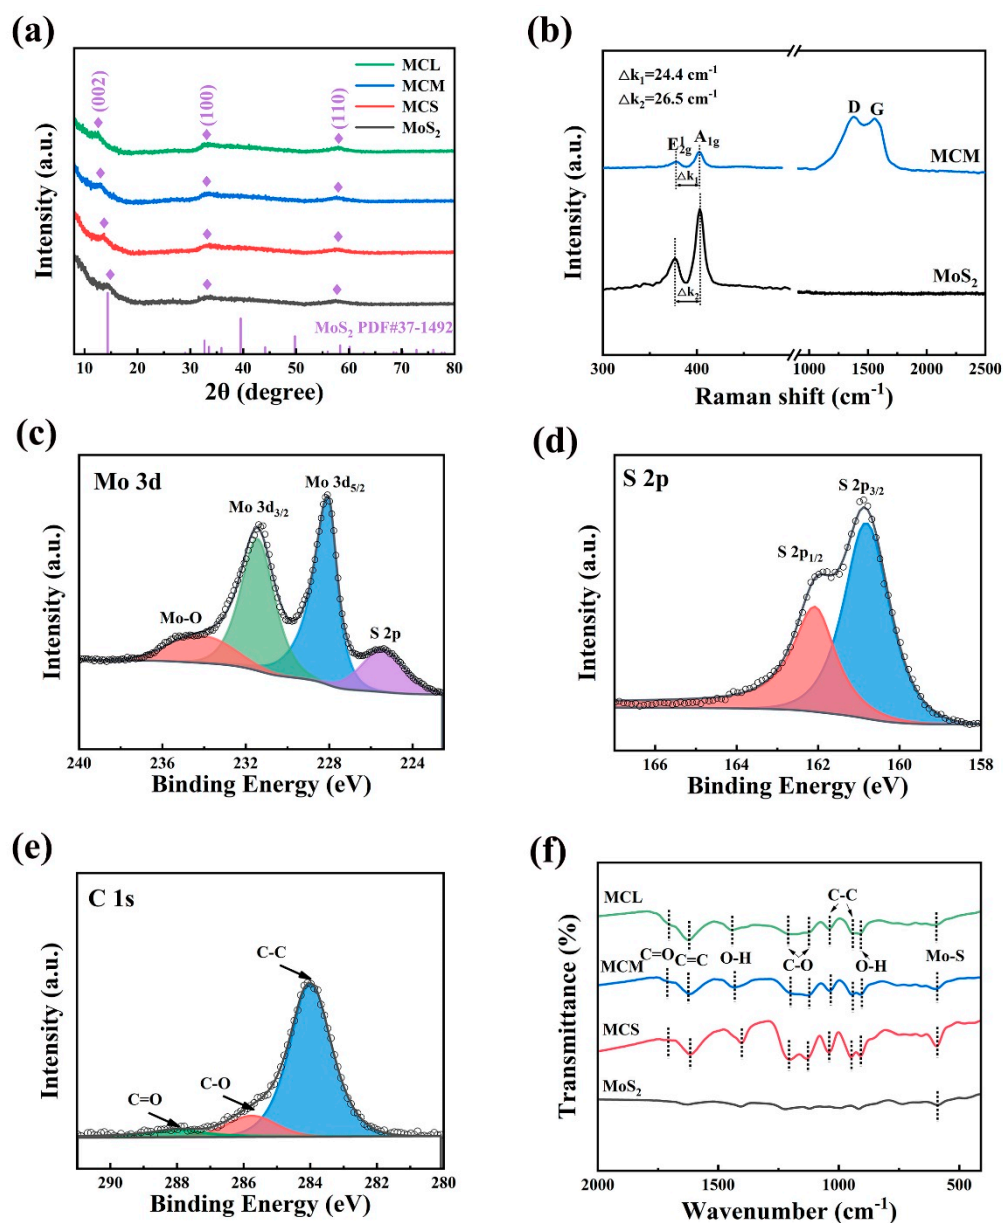 (a)
(002)
(100)
(110)
MCL
MCM
MCS
MoS₂
MoS₂ PDF#37-1492
Intensity (a.u.)
10 20 30 40 50 60 70 80
2θ (degree)
(b)
△k₁=24.4 cm⁻¹
△k₂=26.5 cm⁻¹
E¹₂g A₁g
△k₁
D G
MCM
△k₂
MoS₂
Intensity (a.u.)
300 400 1000 1500 2000 2500
Raman shift (cm⁻¹)
(c)
Mo 3d
Mo 3d₅/₂
Mo 3d₃/₂
Mo-O
S 2p
Intensity (a.u.)
240 236 232 228 224
Binding Energy (eV)
(d)
S 2p
S 2p₃/₂
S 2p₁/₂
Intensity (a.u.)
166 164 162 160 158
Binding Energy (eV)
(e)
C 1s
C-C
C-O
C=O
Intensity (a.u.)
290 288 286 284 282 280
Binding Energy (eV)
(f)
MCL
C-C
C=O C=C O-H C-O O-H Mo-S
MCM
MCS
MoS₂
Transmittance (%)
2000 1500 1000 500
Wavenumber (cm⁻¹)